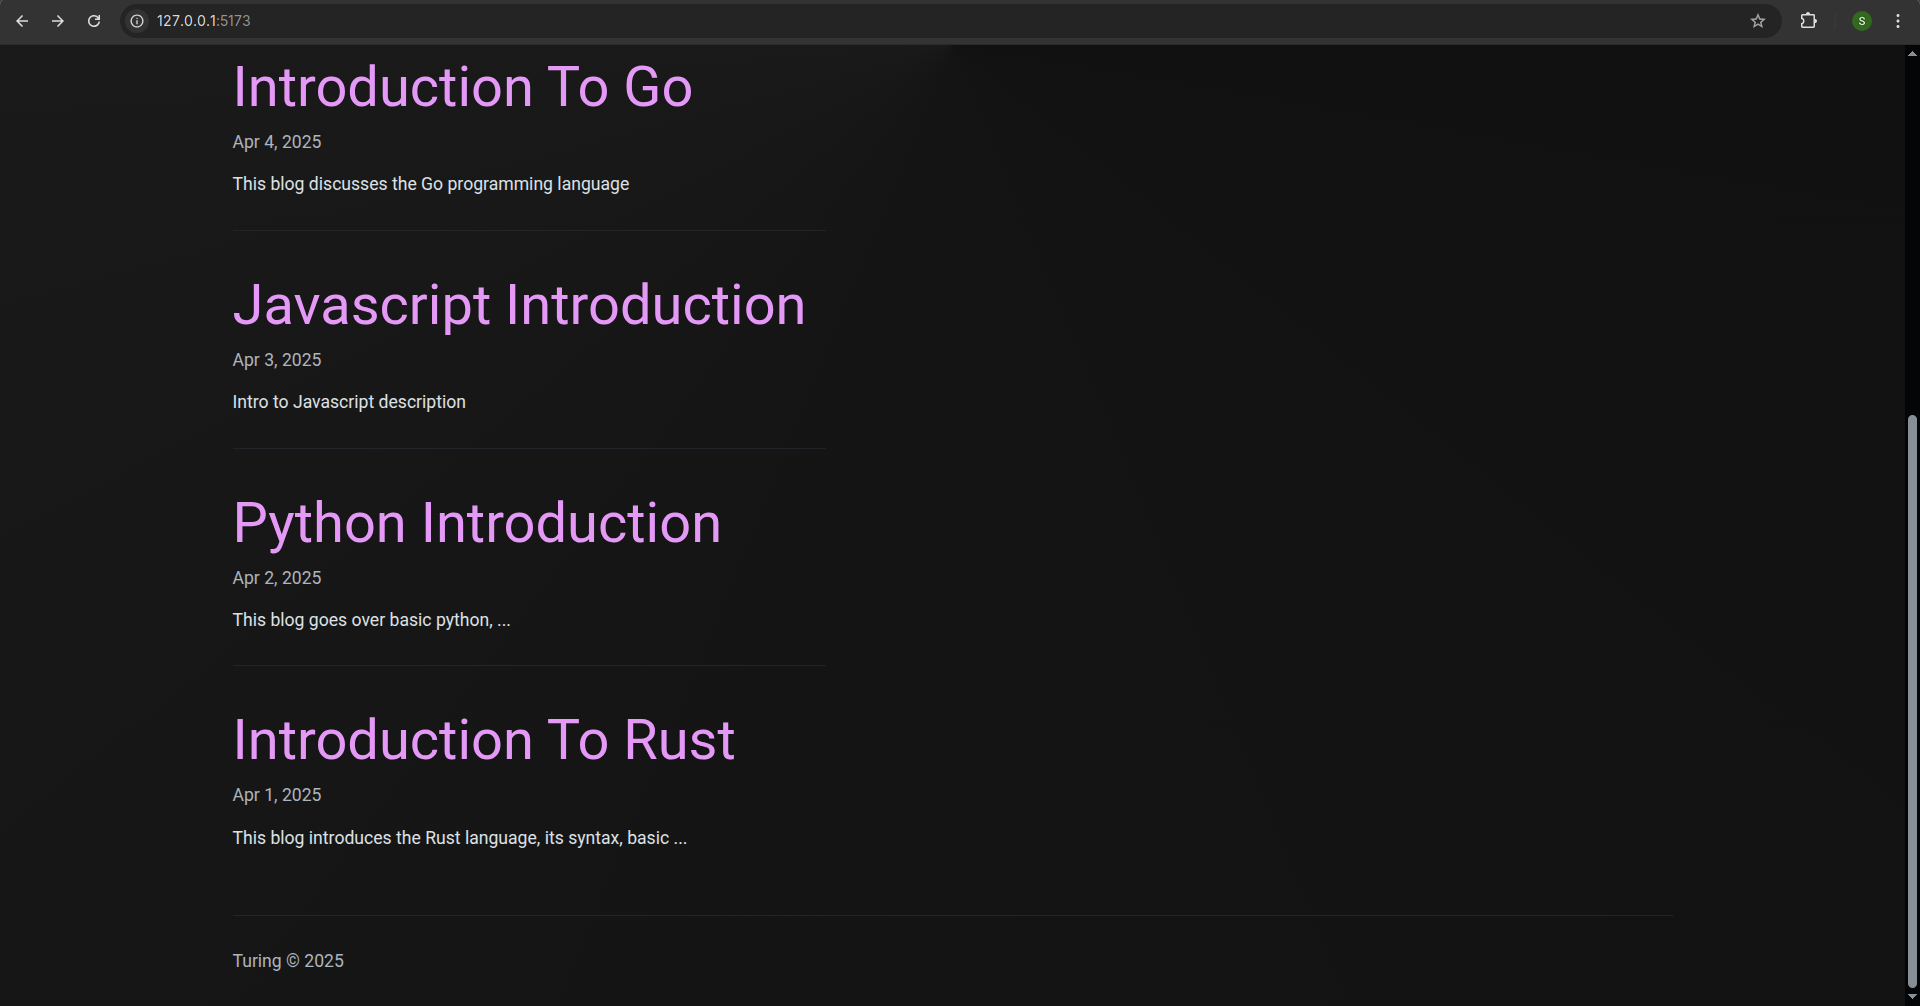 127.0.0.1:5173
S
Introduction To Go
Apr 4, 2025
This blog discusses the Go programming language
Javascript Introduction
Apr 3, 2025
Intro to Javascript description
Python Introduction
Apr 2, 2025
This blog goes over basic python, ...
Introduction To Rust
Apr 1, 2025
This blog introduces the Rust language, its syntax, basic ...
Turing © 2025